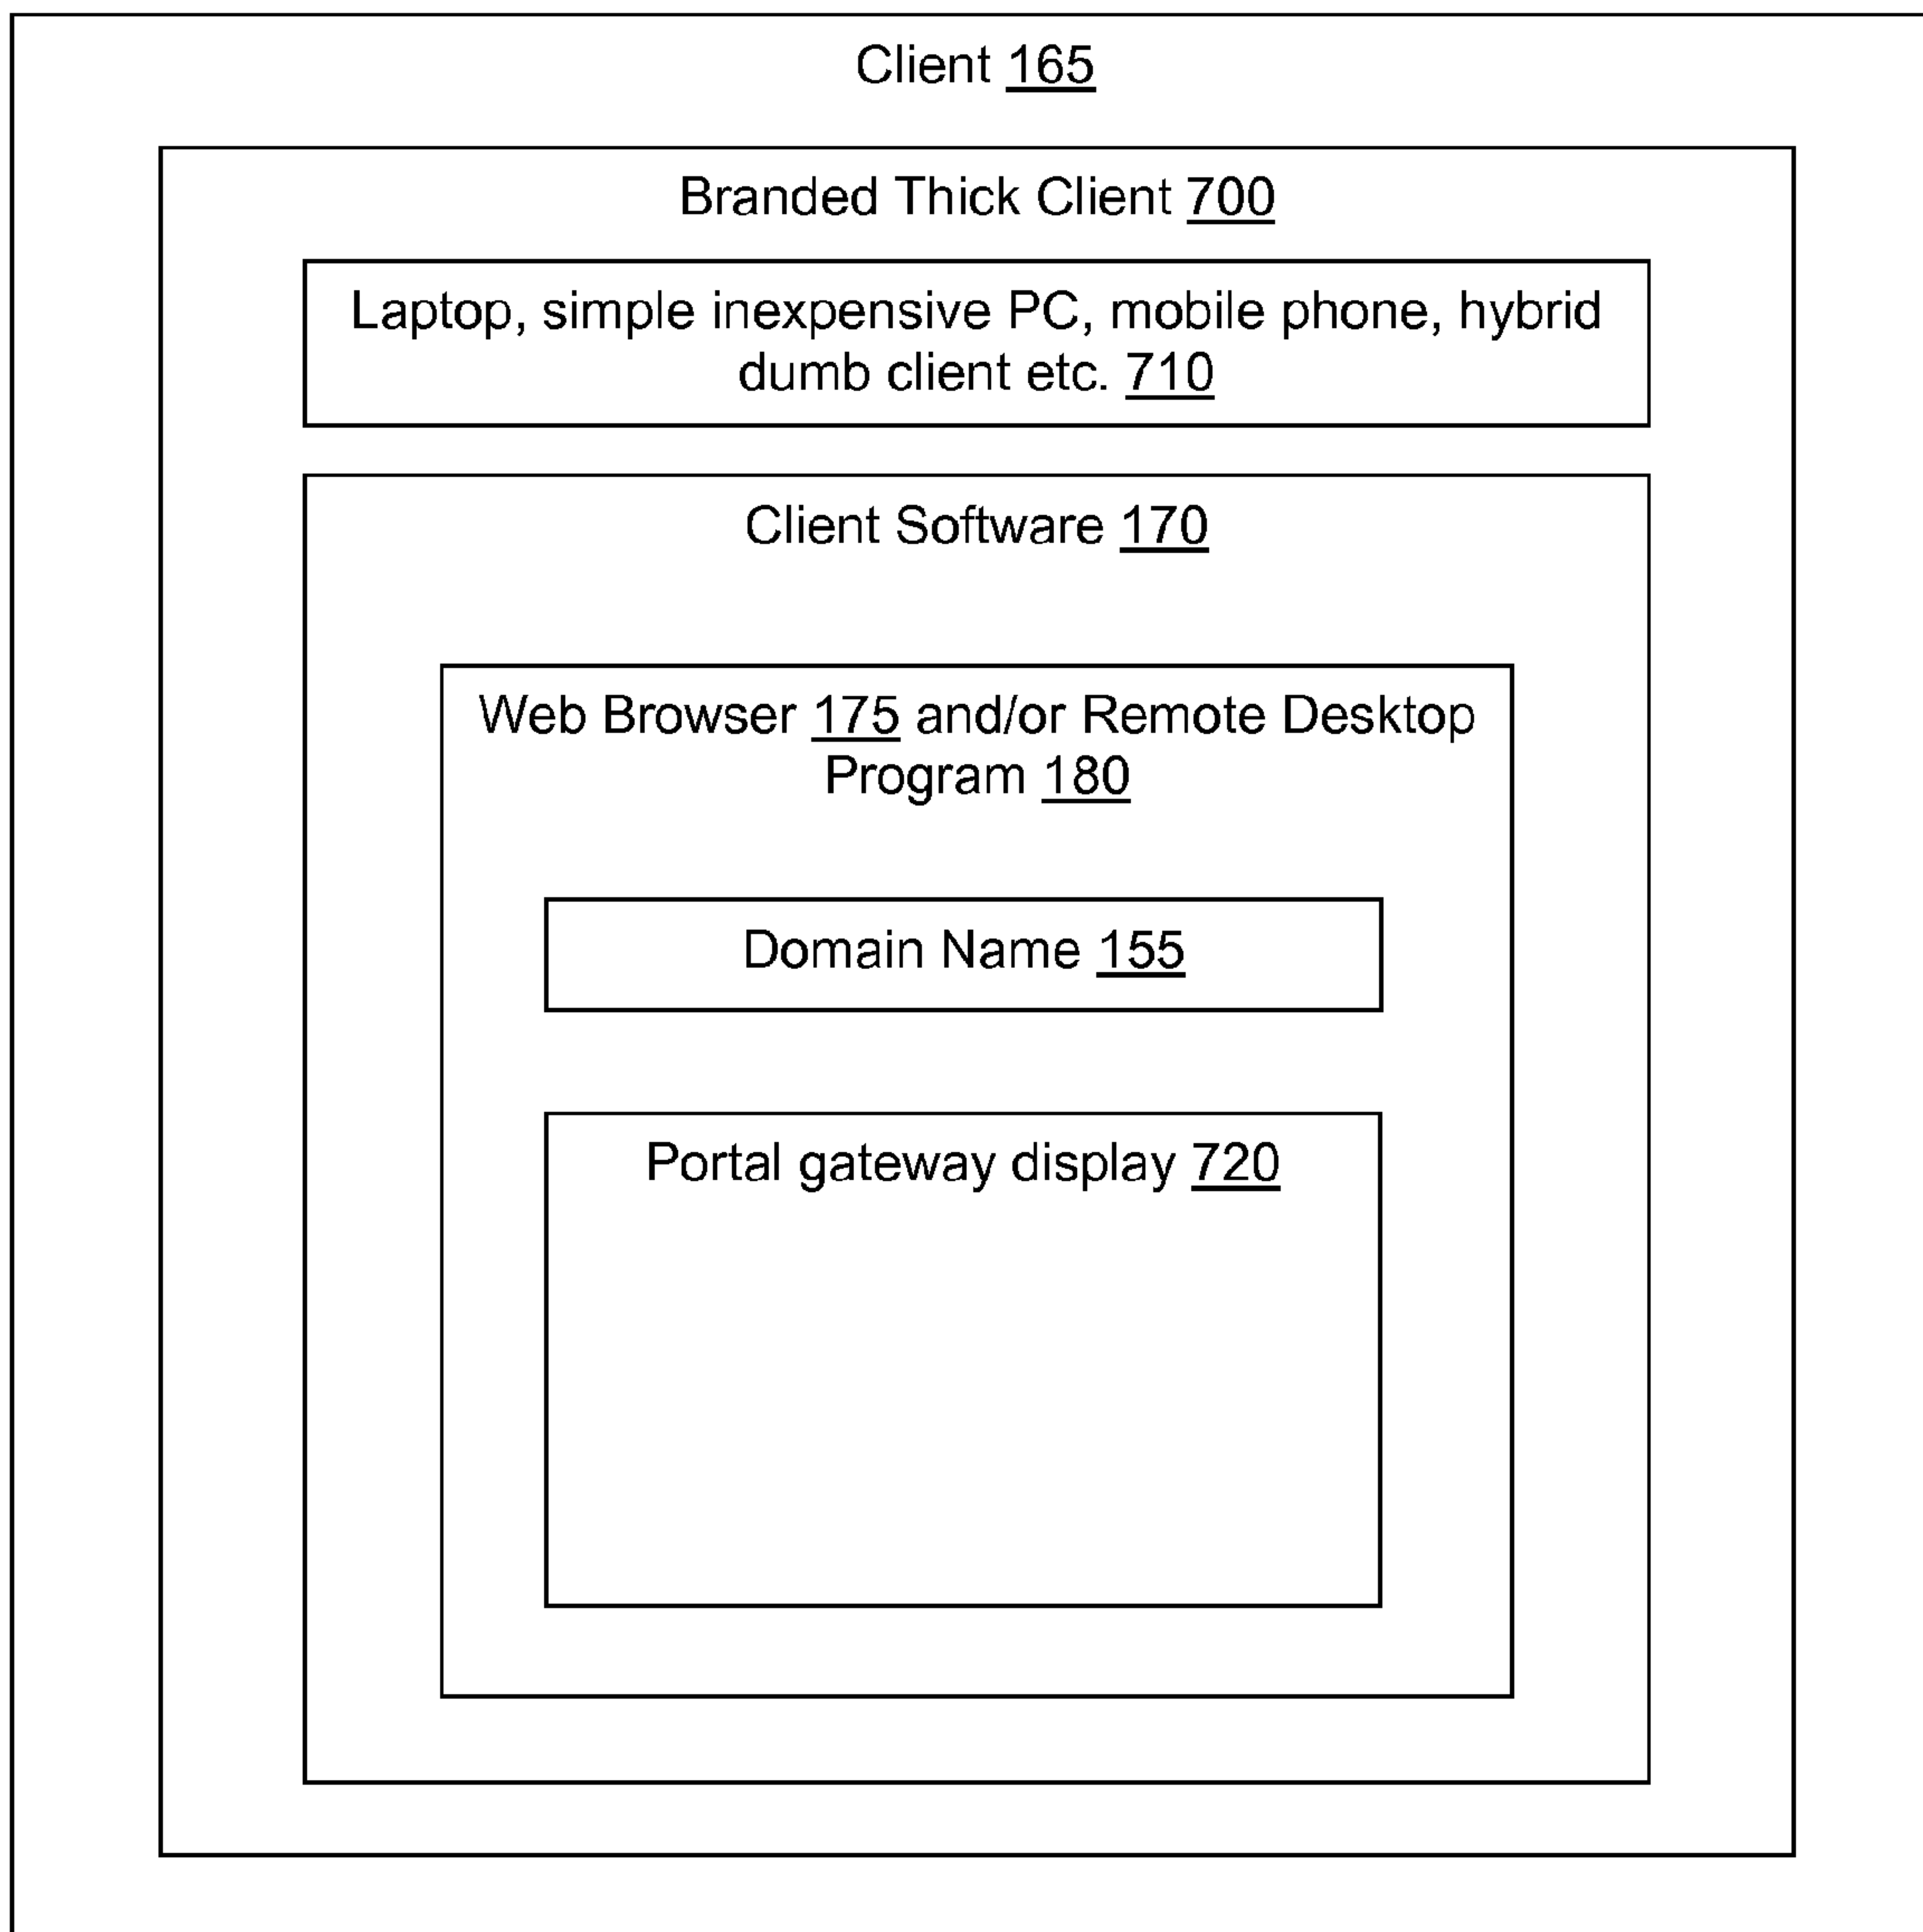 Client 165
Branded Thick Client 700
Laptop, simple inexpensive PC, mobile phone, hybrid
dumb client etc. 710
Client Software 170
Web Browser 175 and/or Remote Desktop
Program 180
Domain Name 155
Portal gateway display 720